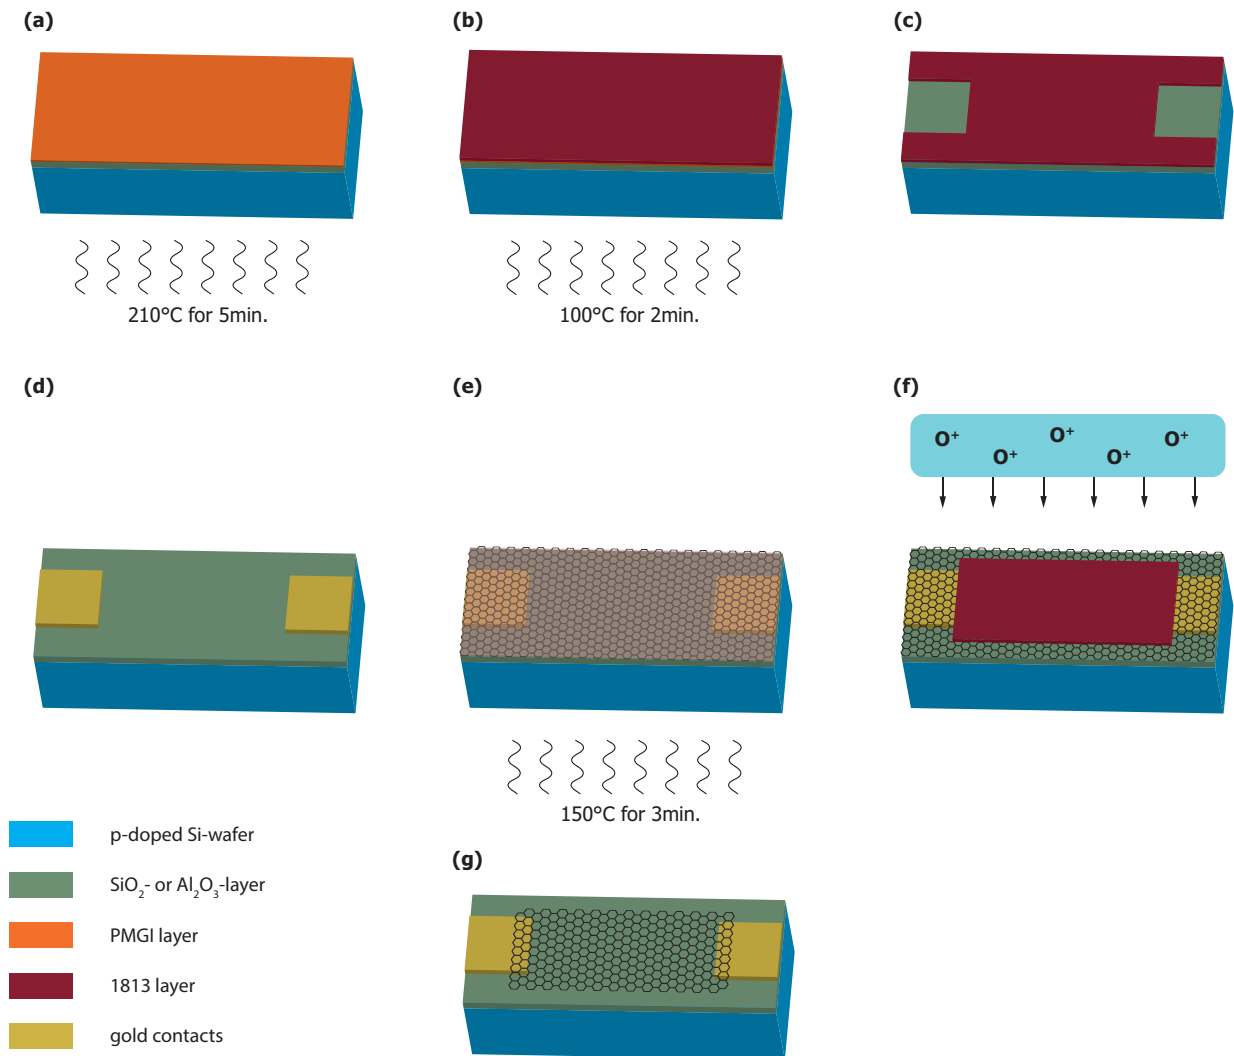 (a)
(b)
(c)
210°C for 5min.
100°C for 2min.
(d)
(e)
(f)
O⁺ O⁺ O⁺ O⁺ O⁺
150°C for 3min.
p-doped Si-wafer
SiO₂- or Al₂O₃-layer
PMGI layer
1813 layer
gold contacts
(g)